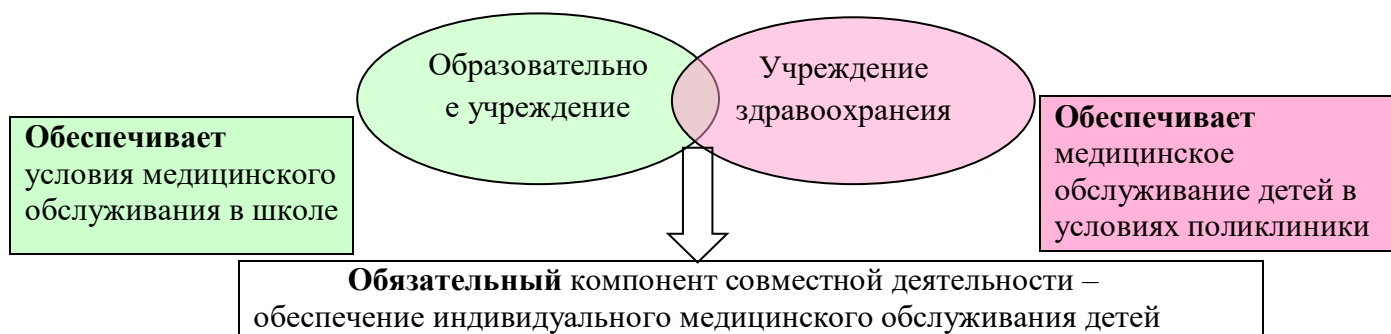 Образовательно
е учреждение
Учреждение
здравоохранеия
Обеспечивает
условия медицинского
обслуживания в школе
Обеспечивает
медицинское
обслуживание детей в
условиях поликлиники
Обязательный компонент совместной деятельности –
обеспечение индивидуального медицинского обслуживания детей